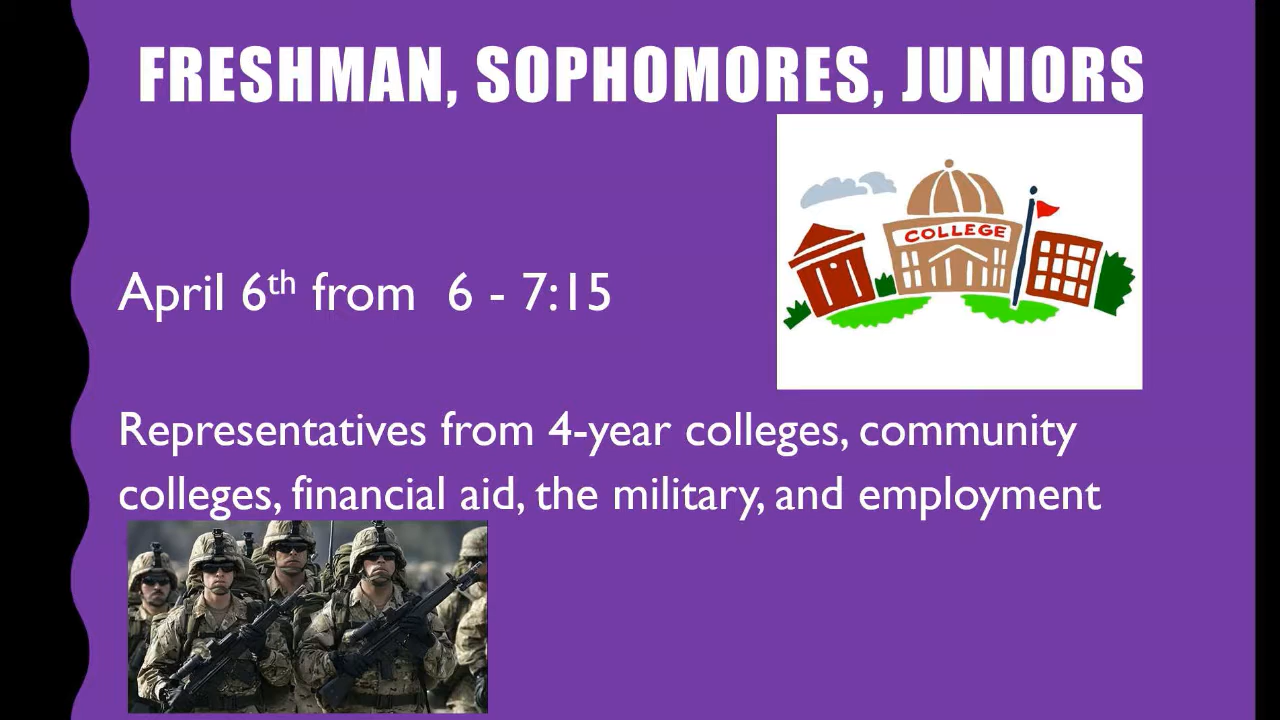 FRESHMAN, SOPHOMORES, JUNIORS
COLLEGE
April 6th from 6 - 7:15
Representatives from 4-year colleges, community
colleges, financial aid, the military, and employment